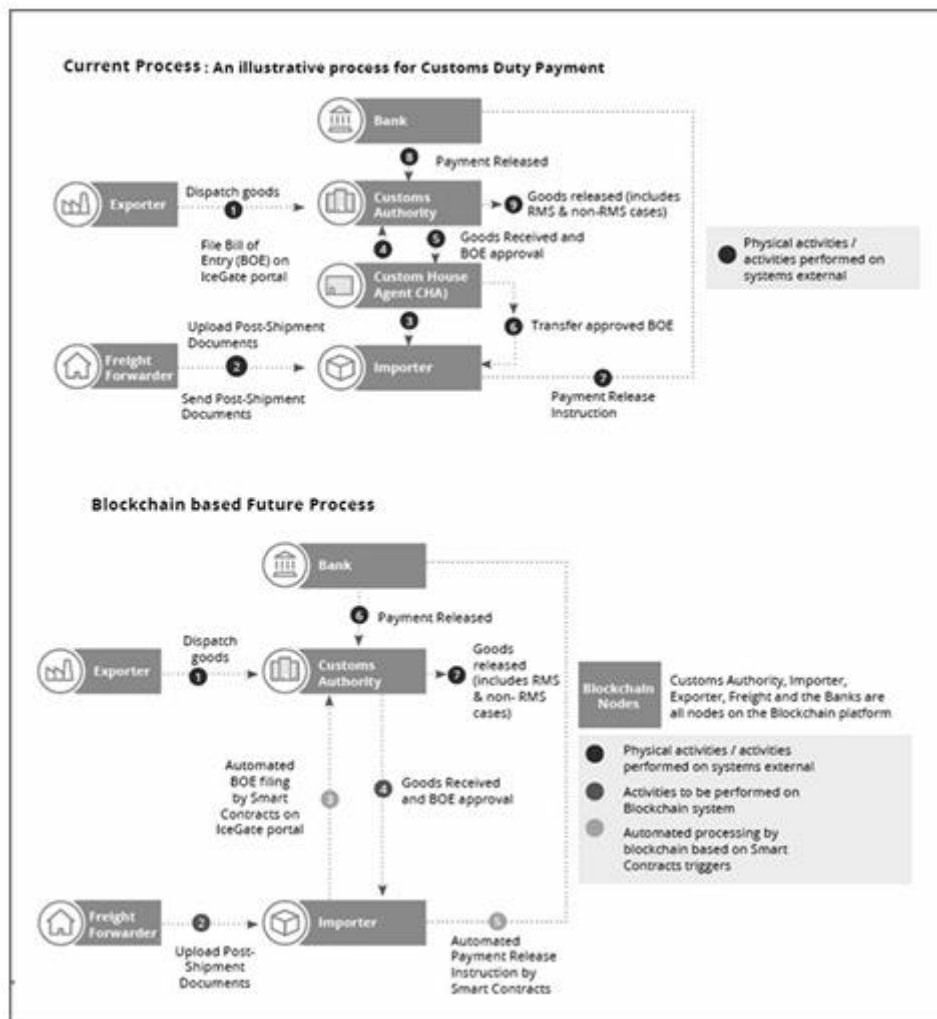 Current Process : An illustrative process for Customs Duty Payment
Bank
8
Payment Released
Exporter
Dispatch goods
1
Customs
Authority
9
Goods released (includes
RMS & non-RMS cases)
File Bill of
Entry (BOE) on
IceGate portal
4
5
Goods Received and
BOE approval
Physical activities /
activities performed on
systems external
Custom House
Agent CHA)
3
6
Transfer approved BOE
Upload Post-Shipment
Documents
Freight
Forwarder
2
Importer
7
Send Post-Shipment
Documents
Payment Release
Instruction
Blockchain based Future Process
Bank
6
Payment Released
Exporter
Dispatch
goods
1
Customs
Authority
7
Goods
released
(includes RMS
& non- RMS
cases)
Blockchain
Nodes
Customs Authority, Importer,
Exporter, Freight and the Banks are
all nodes on the Blockchain platform
Physical activities / activities
performed on systems external
Activities to be performed on
Blockchain system
Automated processing by
blockchain based on Smart
Contracts triggers
Automated
BOE filing
by Smart
Contracts on
IceGate portal
3
4
Goods Received
and BOE approval
Freight
Forwarder
2
Importer
5
Upload Post-
Shipment
Documents
Automated
Payment Release
Instruction by
Smart Contracts